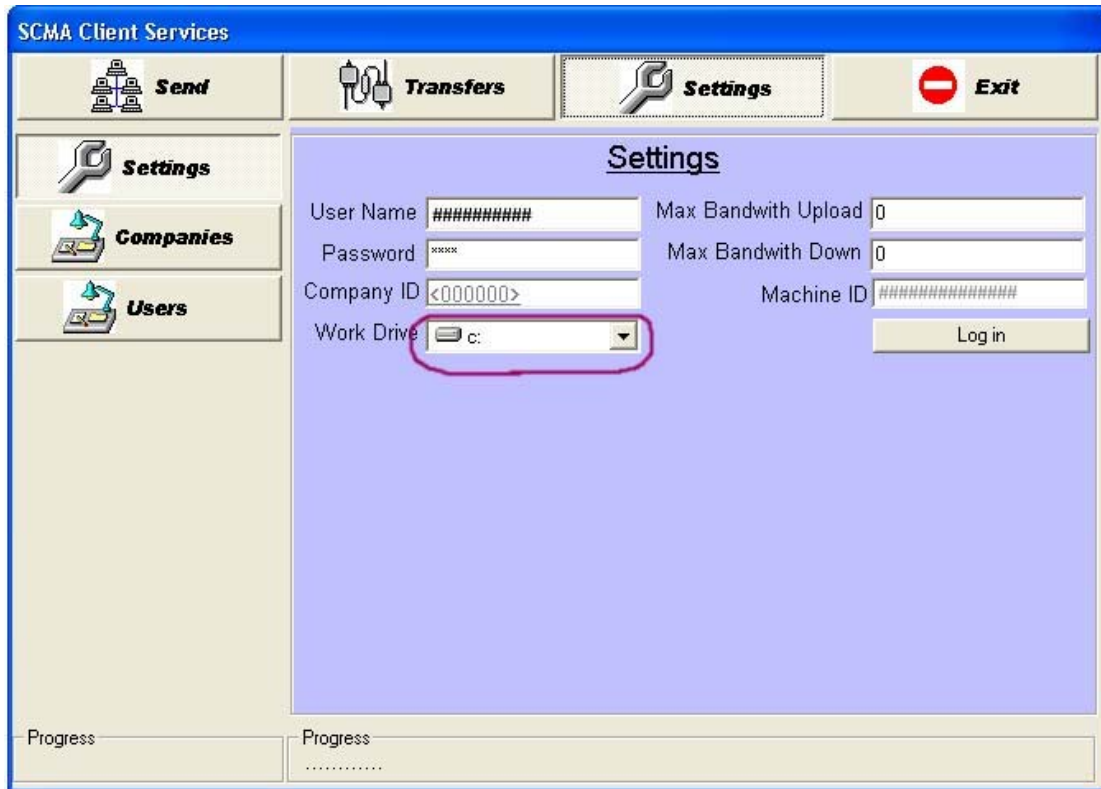 SCMA Client Services
Send
Transfers
Settings
Exit
Settings
Companies
Users
Settings
User Name ##########
Max Bandwith Upload 0
Password ****
Max Bandwith Down 0
Company ID <000000>
Machine ID ##############
Work Drive c:
Log in
Progress
Progress
............